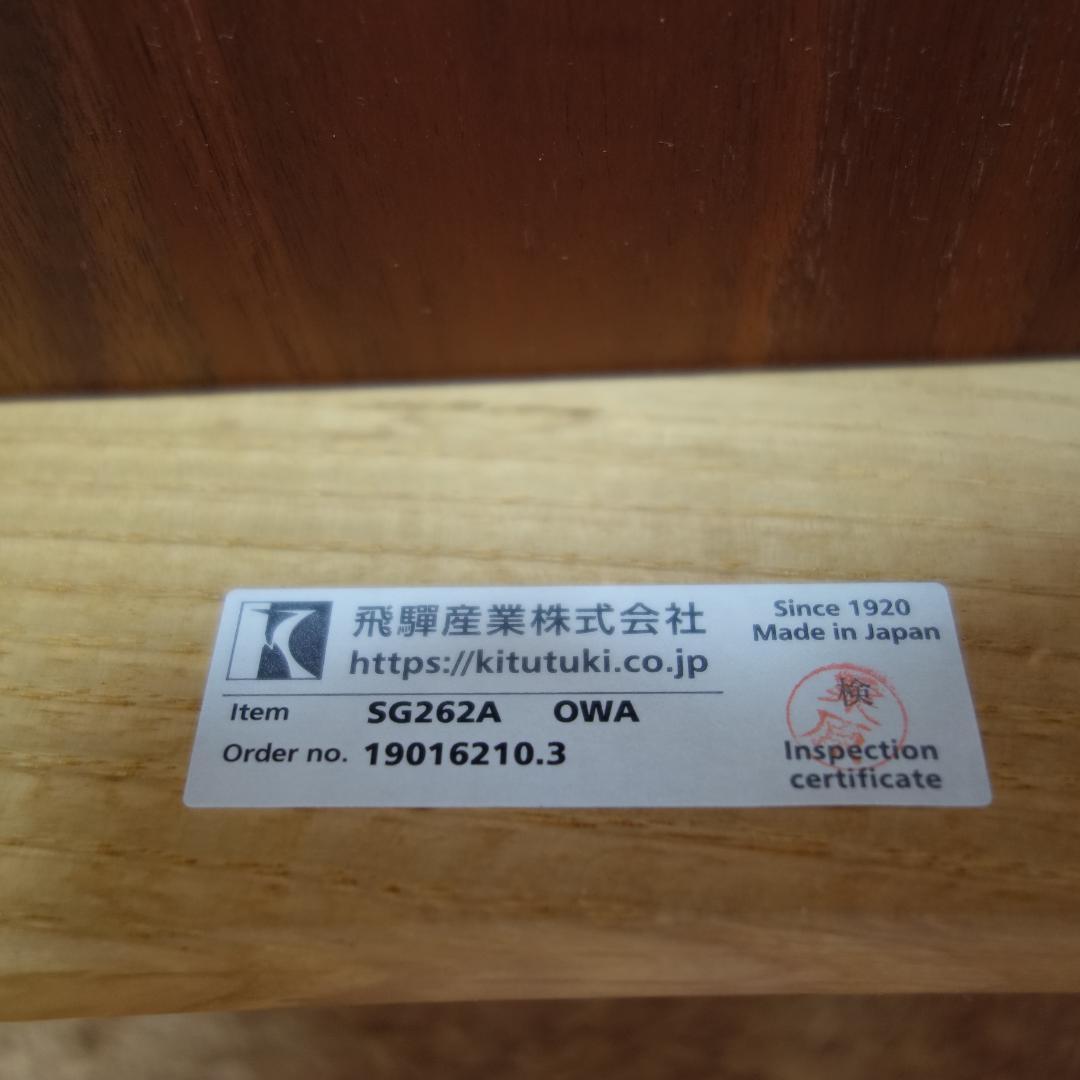 飛驒産業株式会社
https://kitutuki.co.jp
Since 1920
Made in Japan
Item SG262A OWA
Order no. 19016210.3
検
Inspection
certificate